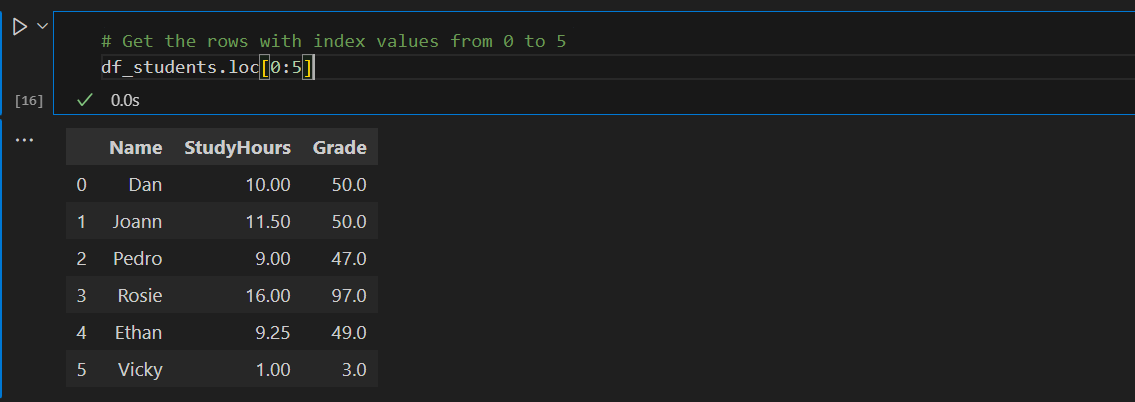 # Get the rows with index values from 0 to 5
df_students.loc[0:5]
[16] 0.0s
...
Name StudyHours Grade
0 Dan 10.00 50.0
1 Joann 11.50 50.0
2 Pedro 9.00 47.0
3 Rosie 16.00 97.0
4 Ethan 9.25 49.0
5 Vicky 1.00 3.0